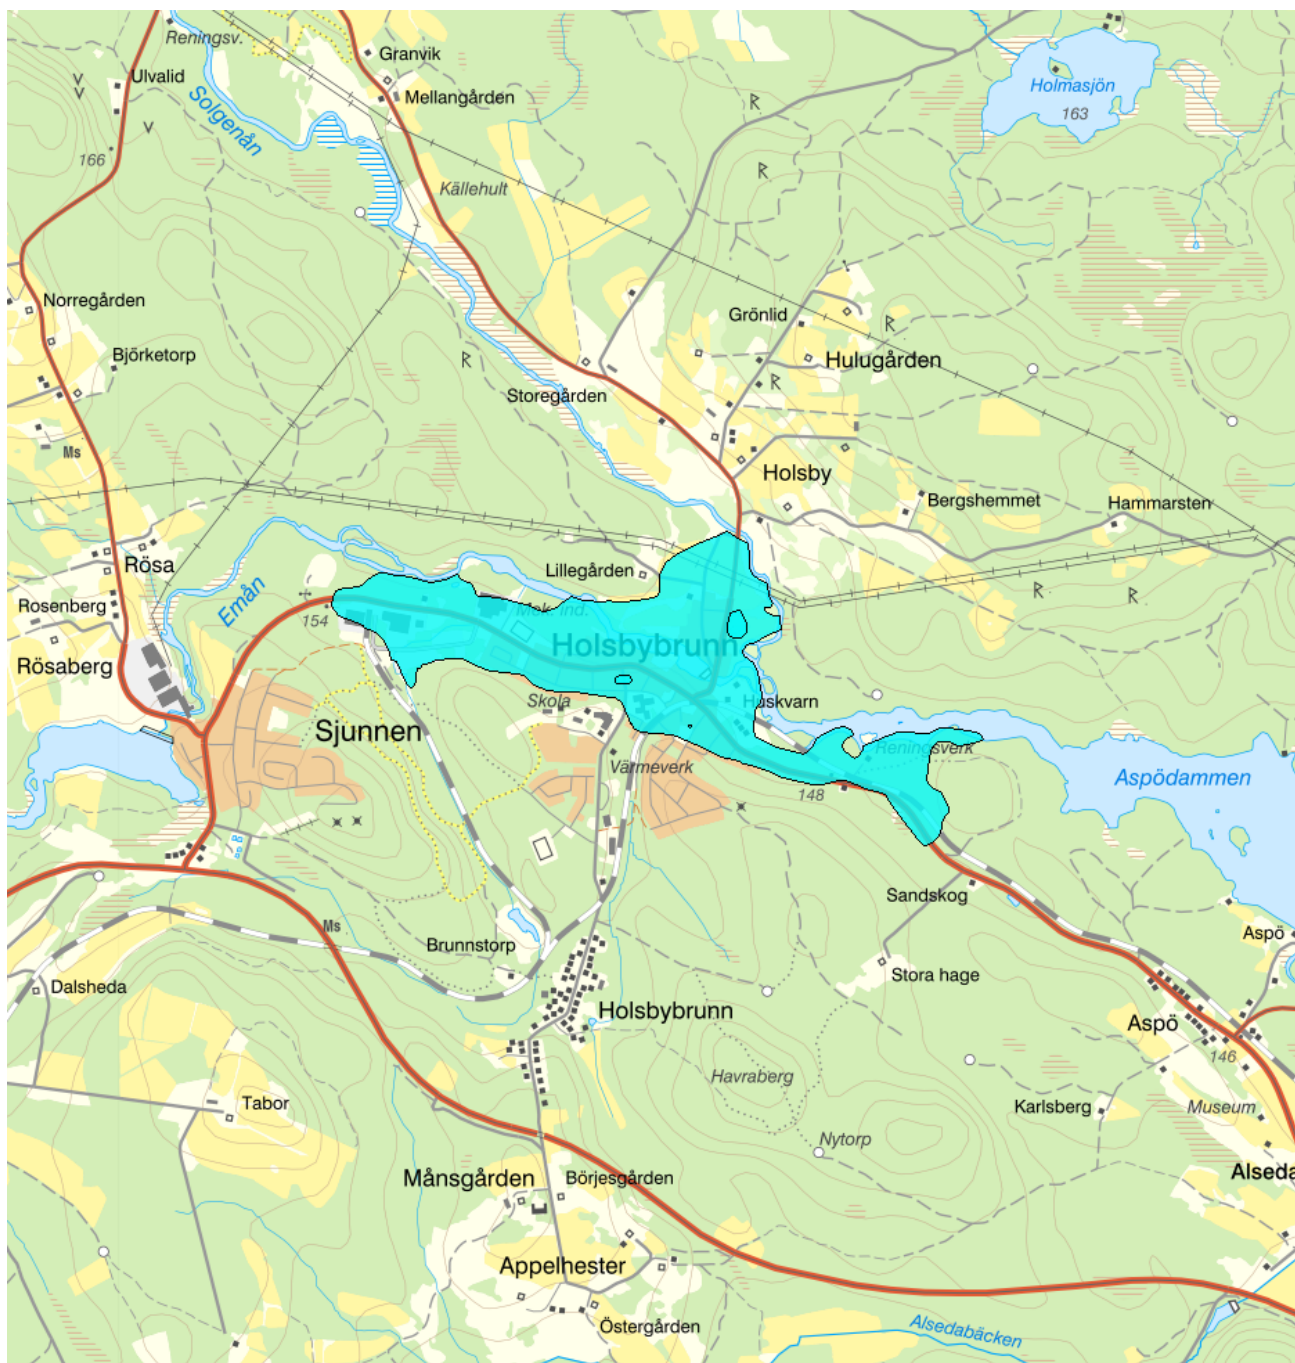 Reningsv.
Granvik
Ulvalid
Mellangården
Holmasjön
163
Solgenån
R
166
R
Källehult
Norregården
Grönlid
R
Björketorp
R
Hulugården
R
Storegården
Ms
Holsby
Bergshemmet
Hammarsten
Rösa
Lillegården
Emån
R
R
Rosenberg
154
Mek. ind.
Holsbybrunn
Rösaberg
Skola
Huskvarn
Sjunnen
Reningsverk
Värmeverk
Aspödammen
148
B
Sandskog
Ms
Aspö
Brunnstorp
Stora hage
Dalsheda
Holsbybrunn
Aspö
146
Havraberg
Tabor
Karlsberg
Museum
Nytorp
Månsgården
Börjesgården
Alseda
Appelhester
Östergården
Alsedabäcken